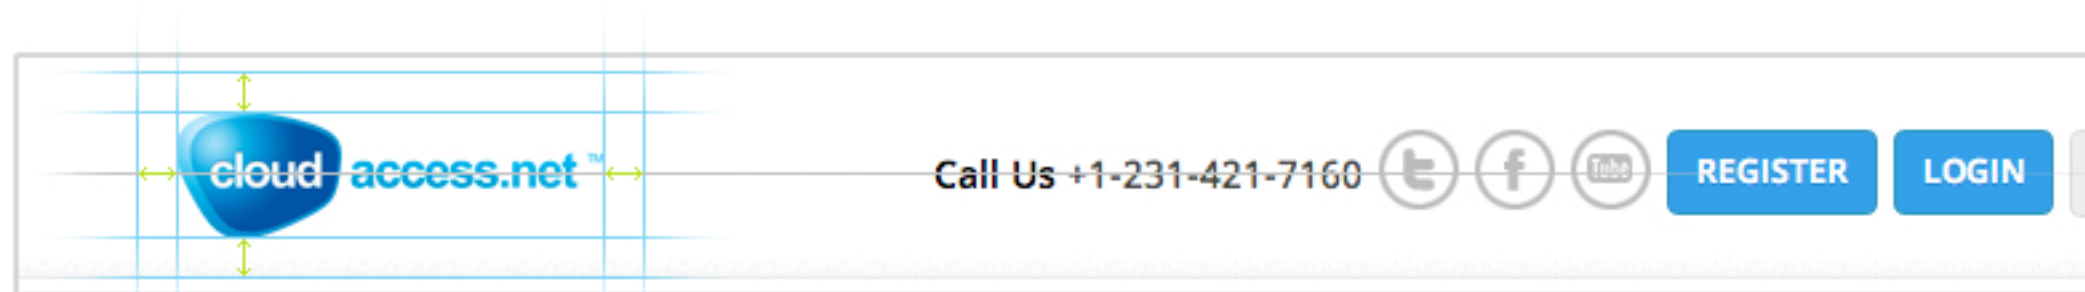 cloud access.net ™ Call Us +1-231-421-7160 t f Tube REGISTER LOGIN